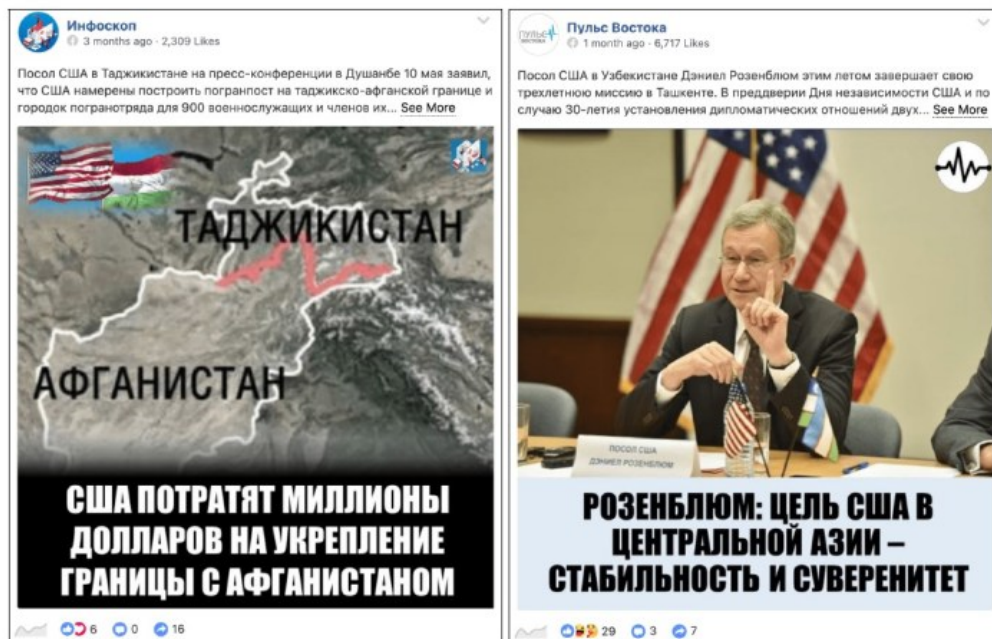 Инфоскоп
3 months ago · 2,309 Likes
Посол США в Таджикистане на пресс-конференции в Душанбе 10 мая заявил,
что США намерены построить погранпост на таджикско-афганской границе и
городок погранотряда для 900 военнослужащих и членов их... See More
ТАДЖИКИСТАН
АФГАНИСТАН
США ПОТРАТЯТ МИЛЛИОНЫ
ДОЛЛАРОВ НА УКРЕПЛЕНИЕ
ГРАНИЦЫ С АФГАНИСТАНОМ
6 0 16
ПУЛЬС
ВОСТОКА
Пульс Востока
1 month ago · 6,717 Likes
Посол США в Узбекистане Дэниел Розенблюм этим летом завершает свою
трехлетнюю миссию в Ташкенте. В преддверии Дня независимости США и по
случаю 30-летия установления дипломатических отношений двух... See More
ПОСОЛ США
ДЭНИЕЛ РОЗЕНБЛЮМ
РОЗЕНБЛЮМ: ЦЕЛЬ США В
ЦЕНТРАЛЬНОЙ АЗИИ –
СТАБИЛЬНОСТЬ И СУВЕРЕНИТЕТ
29 3 7